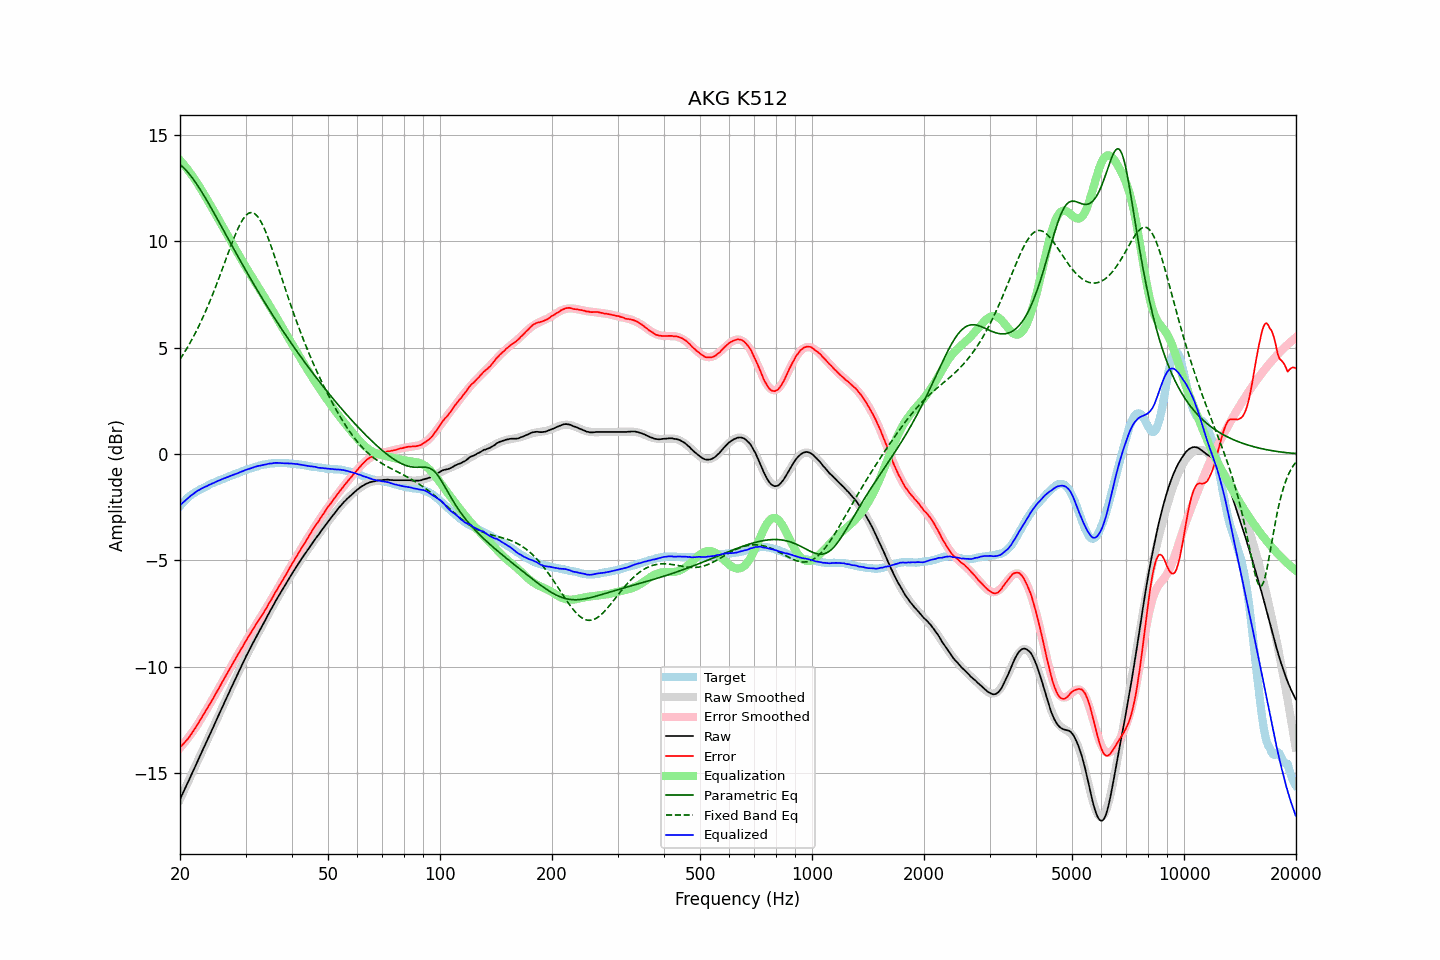 AKG K512
Amplitude (dBr)
15
10
5
0
−5
−10
−15
Target
Raw Smoothed
Error Smoothed
Raw
Error
Equalization
Parametric Eq
Fixed Band Eq
Equalized
20 50 100 200 500 1000 2000 5000 10000 20000
Frequency (Hz)